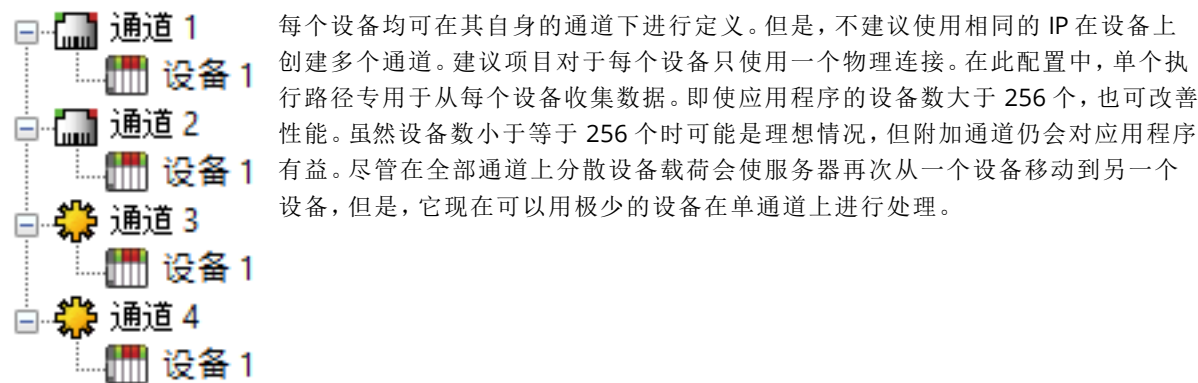 通道 1
设备 1
通道 2
设备 1
通道 3
设备 1
通道 4
设备 1
每个设备均可在其自身的通道下进行定义。但是，不建议使用相同的 IP 在设备上
创建多个通道。建议项目对于每个设备只使用一个物理连接。在此配置中，单个执
行路径专用于从每个设备收集数据。即使应用程序的设备数大于 256 个，也可改善
性能。虽然设备数小于等于 256 个时可能是理想情况，但附加通道仍会对应用程序
有益。尽管在全部通道上分散设备载荷会使服务器再次从一个设备移动到另一个
设备，但是，它现在可以用极少的设备在单通道上进行处理。